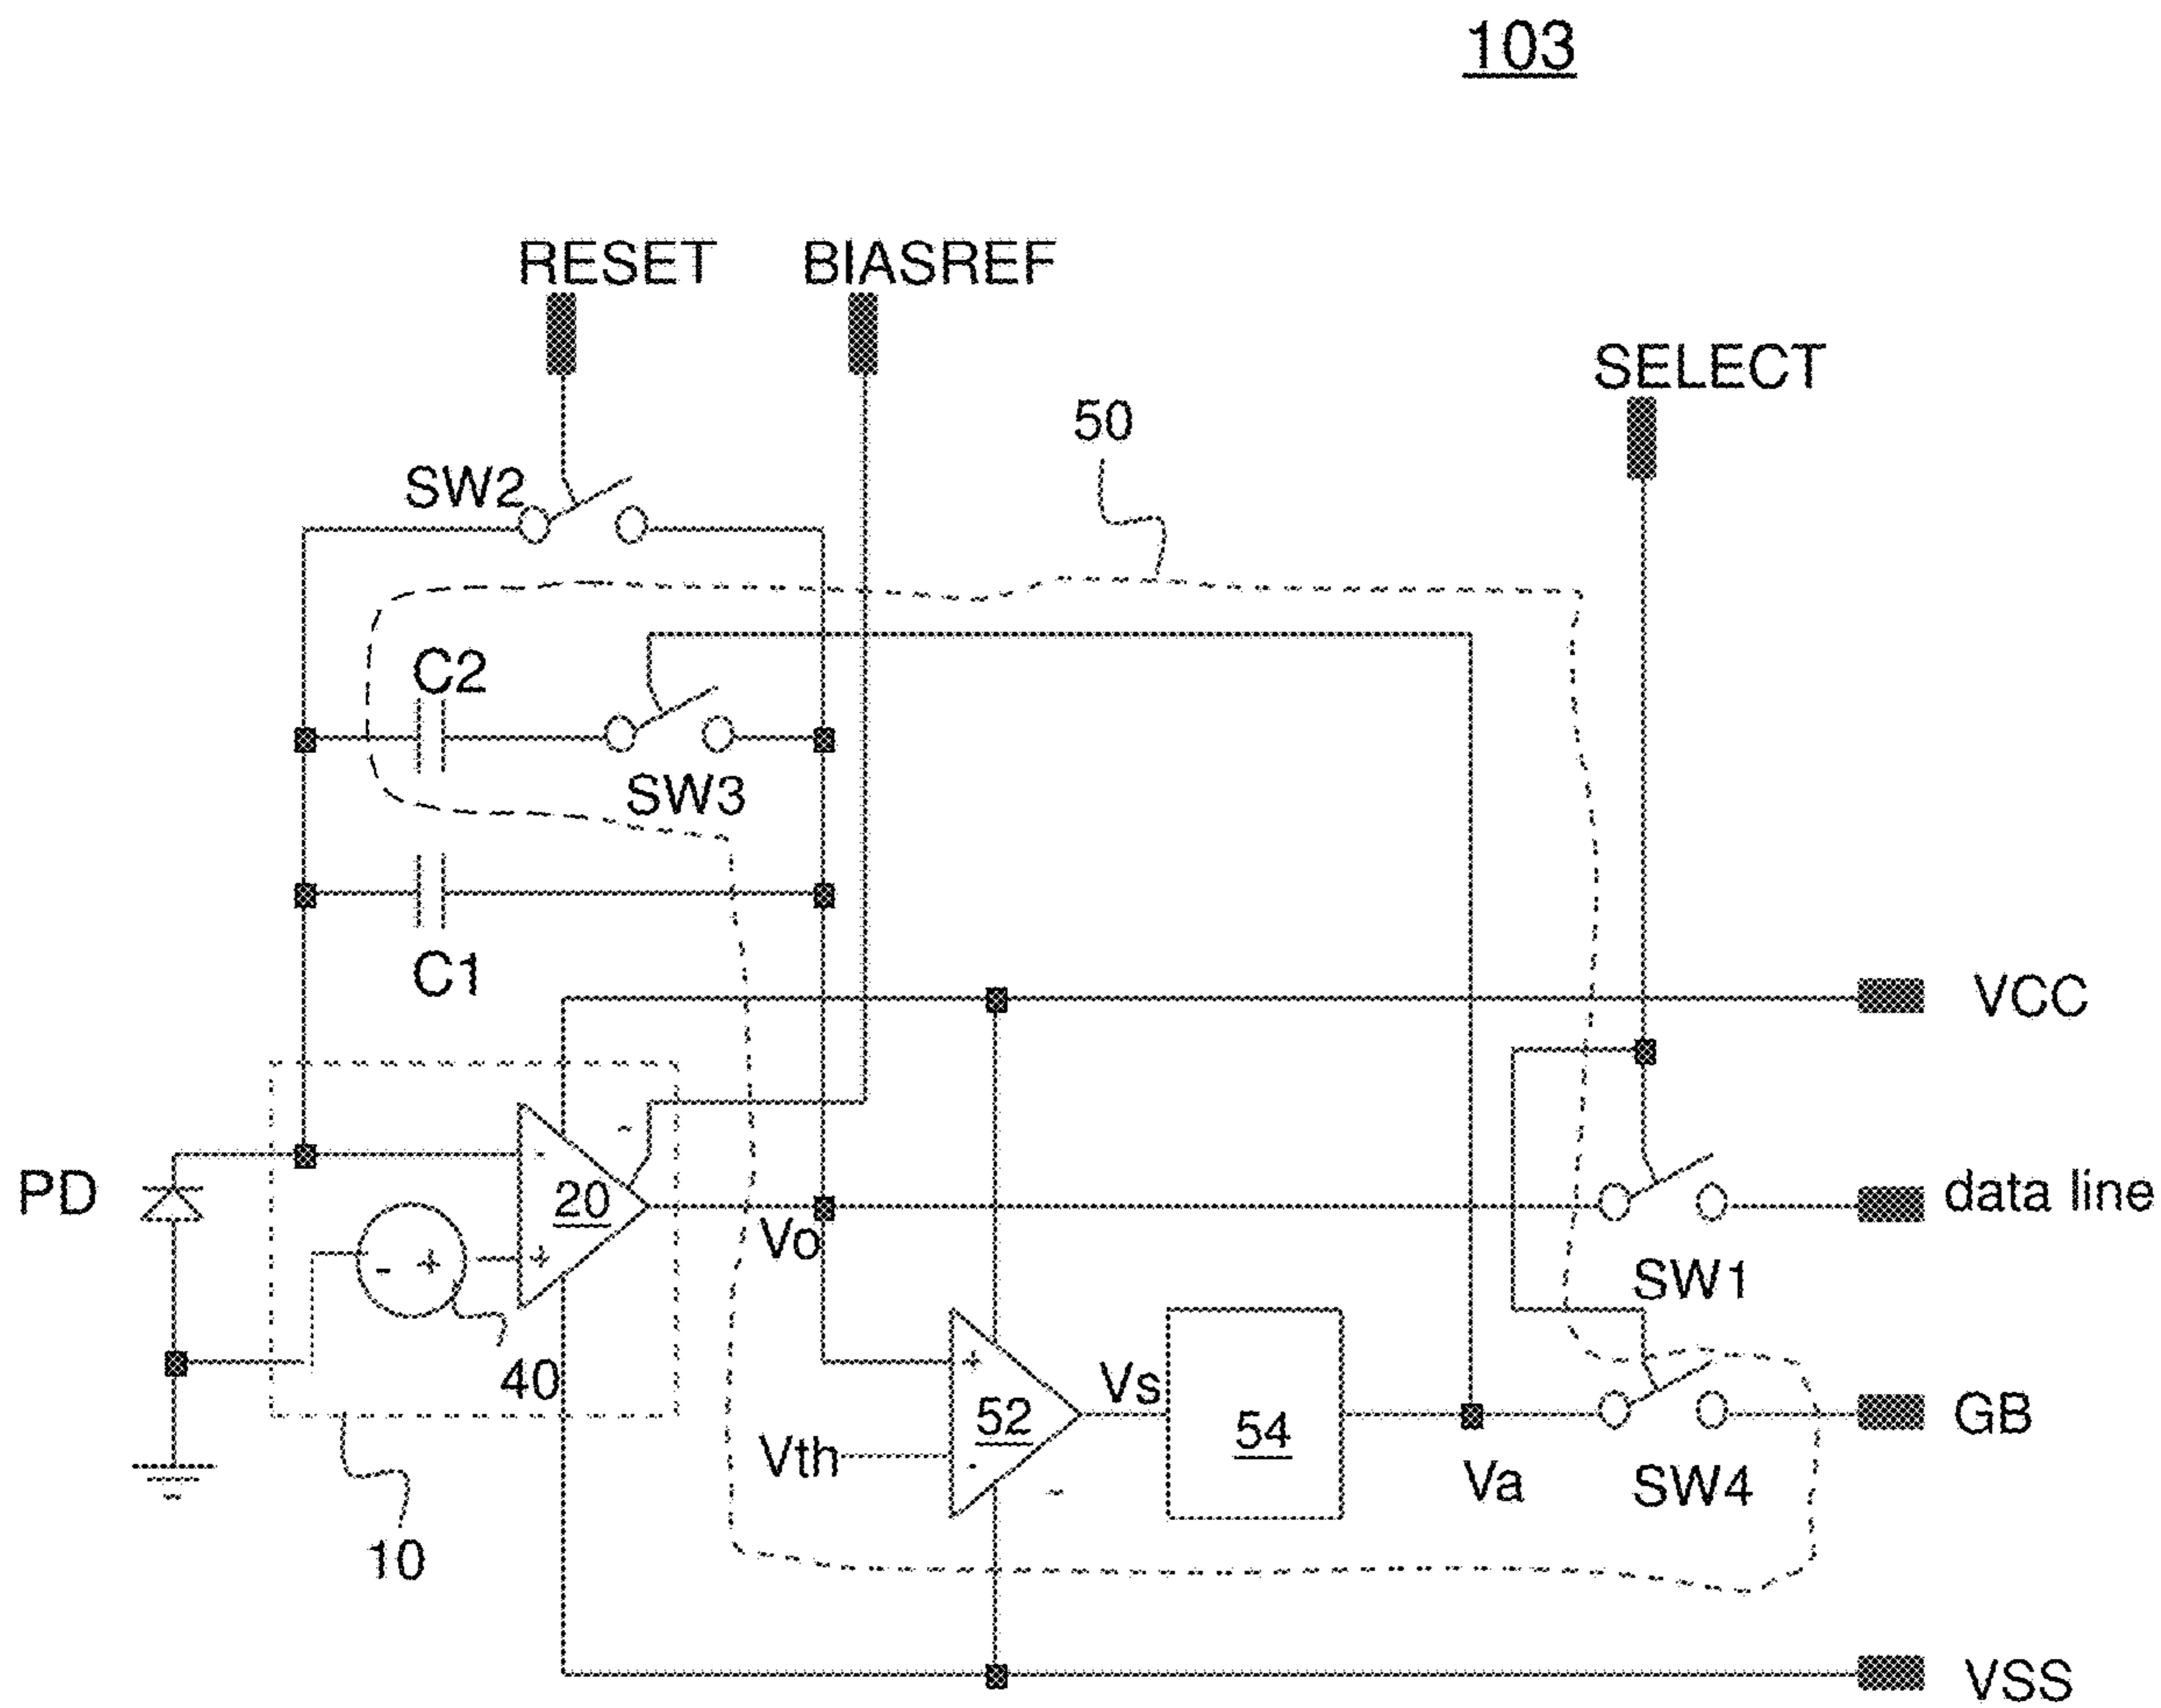 103
RESET
BIASREF
SELECT
50
SW2
C2
SW3
C1
VCC
PD
-
20
+
Vo
data line
SW1
- +
40
+
52
-
Vs
54
Vth
Va
GB
SW4
10
VSS